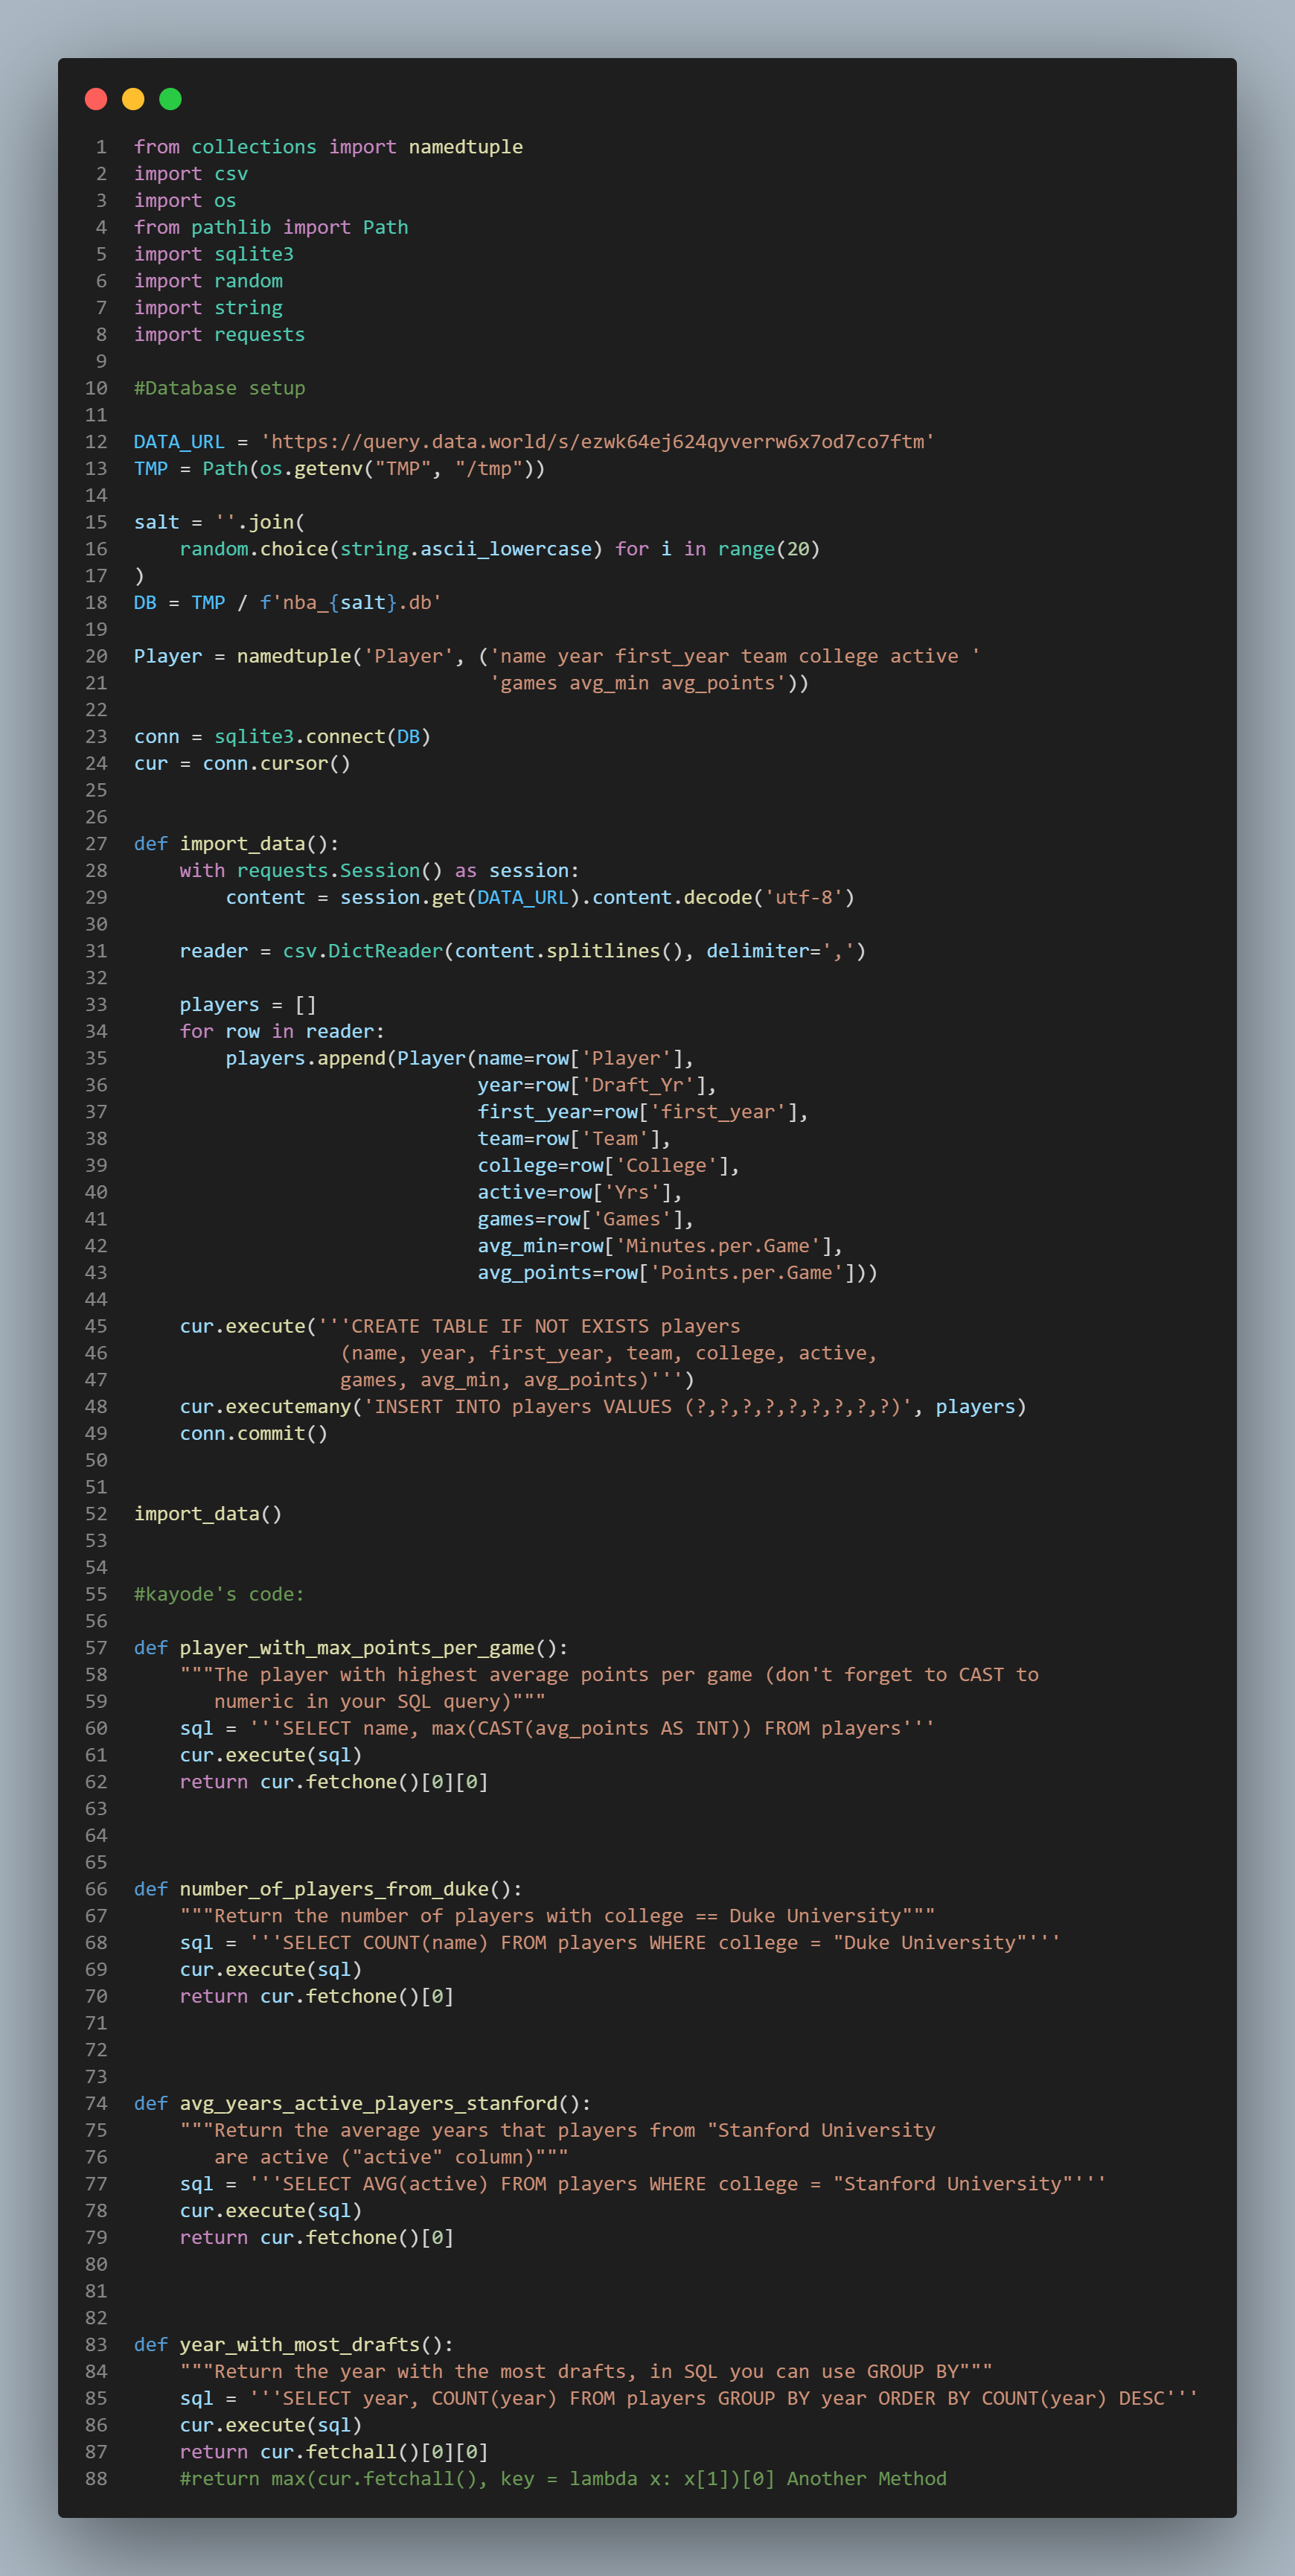 1 from collections import namedtuple
2 import csv
3 import os
4 from pathlib import Path
5 import sqlite3
6 import random
7 import string
8 import requests
9
10 #Database setup
11
12 DATA_URL = 'https://query.data.world/s/ezwk64ej624qyverrw6x7od7co7ftm'
13 TMP = Path(os.getenv("TMP", "/tmp"))
14
15 salt = ''.join(
16     random.choice(string.ascii_lowercase) for i in range(20)
17 )
18 DB = TMP / f'nba_{salt}.db'
19
20 Player = namedtuple('Player', ('name year first_year team college active '
21                                'games avg_min avg_points'))
22
23 conn = sqlite3.connect(DB)
24 cur = conn.cursor()
25
26
27 def import_data():
28     with requests.Session() as session:
29         content = session.get(DATA_URL).content.decode('utf-8')
30
31     reader = csv.DictReader(content.splitlines(), delimiter=',')
32
33     players = []
34     for row in reader:
35         players.append(Player(name=row['Player'],
36                               year=row['Draft_Yr'],
37                               first_year=row['first_year'],
38                               team=row['Team'],
39                               college=row['College'],
40                               active=row['Yrs'],
41                               games=row['Games'],
42                               avg_min=row['Minutes.per.Game'],
43                               avg_points=row['Points.per.Game']))
44
45     cur.execute('''CREATE TABLE IF NOT EXISTS players
46                   (name, year, first_year, team, college, active,
47                   games, avg_min, avg_points)''')
48     cur.executemany('INSERT INTO players VALUES (?,?,?,?,?,?,?,?,?)', players)
49     conn.commit()
50
51
52 import_data()
53
54
55 #kayode's code:
56
57 def player_with_max_points_per_game():
58     """The player with highest average points per game (don't forget to CAST to
59        numeric in your SQL query)"""
60     sql = '''SELECT name, max(CAST(avg_points AS INT)) FROM players'''
61     cur.execute(sql)
62     return cur.fetchone()[0][0]
63
64
65
66 def number_of_players_from_duke():
67     """Return the number of players with college == Duke University"""
68     sql = '''SELECT COUNT(name) FROM players WHERE college = "Duke University"'''
69     cur.execute(sql)
70     return cur.fetchone()[0]
71
72
73
74 def avg_years_active_players_stanford():
75     """Return the average years that players from "Stanford University
76        are active ("active" column)"""
77     sql = '''SELECT AVG(active) FROM players WHERE college = "Stanford University"'''
78     cur.execute(sql)
79     return cur.fetchone()[0]
80
81
82
83 def year_with_most_drafts():
84     """Return the year with the most drafts, in SQL you can use GROUP BY"""
85     sql = '''SELECT year, COUNT(year) FROM players GROUP BY year ORDER BY COUNT(year) DESC'''
86     cur.execute(sql)
87     return cur.fetchall()[0][0]
88     #return max(cur.fetchall(), key = lambda x: x[1])[0] Another Method